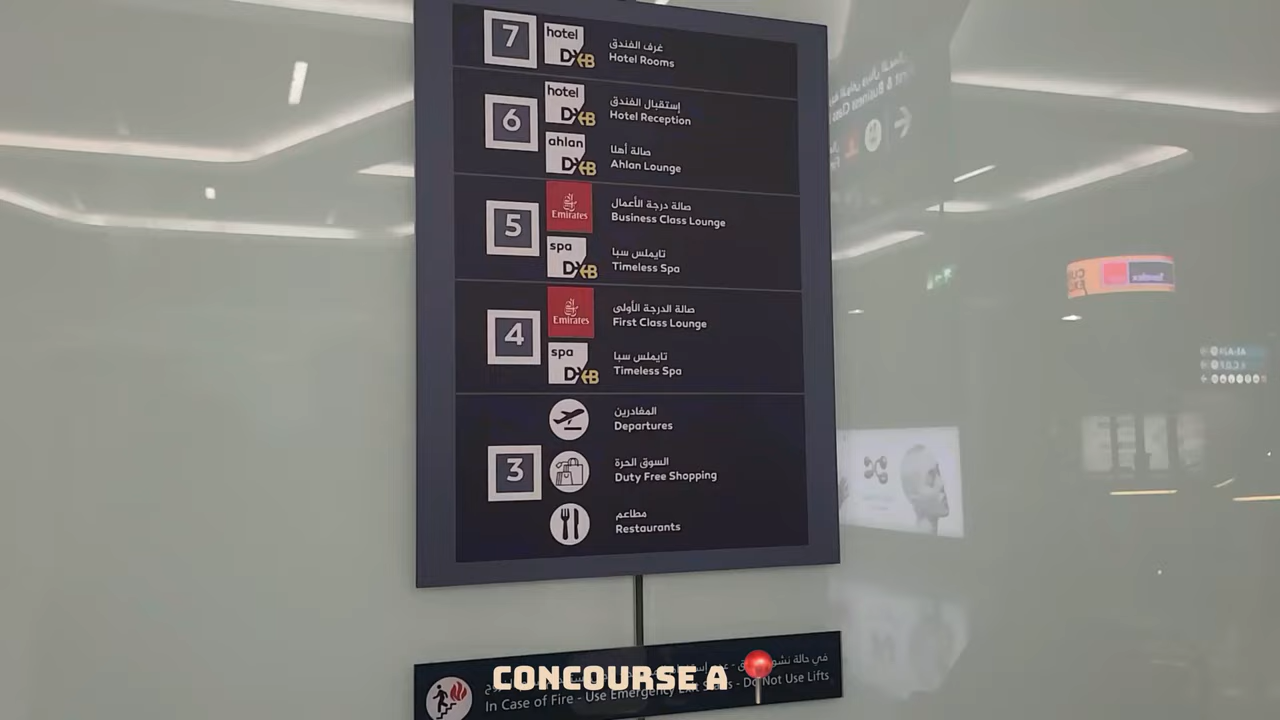 7
hotel
DXB
غرف الفندق
Hotel Rooms
6
hotel
DXB
إستقبال الفندق
Hotel Reception
ahlan
DXB
صالة أهلا
Ahlan Lounge
5
Emirates
صالة درجة الأعمال
Business Class Lounge
spa
DXB
تايملس سبا
Timeless Spa
4
Emirates
صالة الدرجة الأولى
First Class Lounge
spa
DXB
تايملس سبا
Timeless Spa
3
المغادرين
Departures
السوق الحرة
Duty Free Shopping
مطاعم
Restaurants
في حالة
In Case of Fire - Use Emergency Exit - Do Not Use Lifts
CONCOURSE A